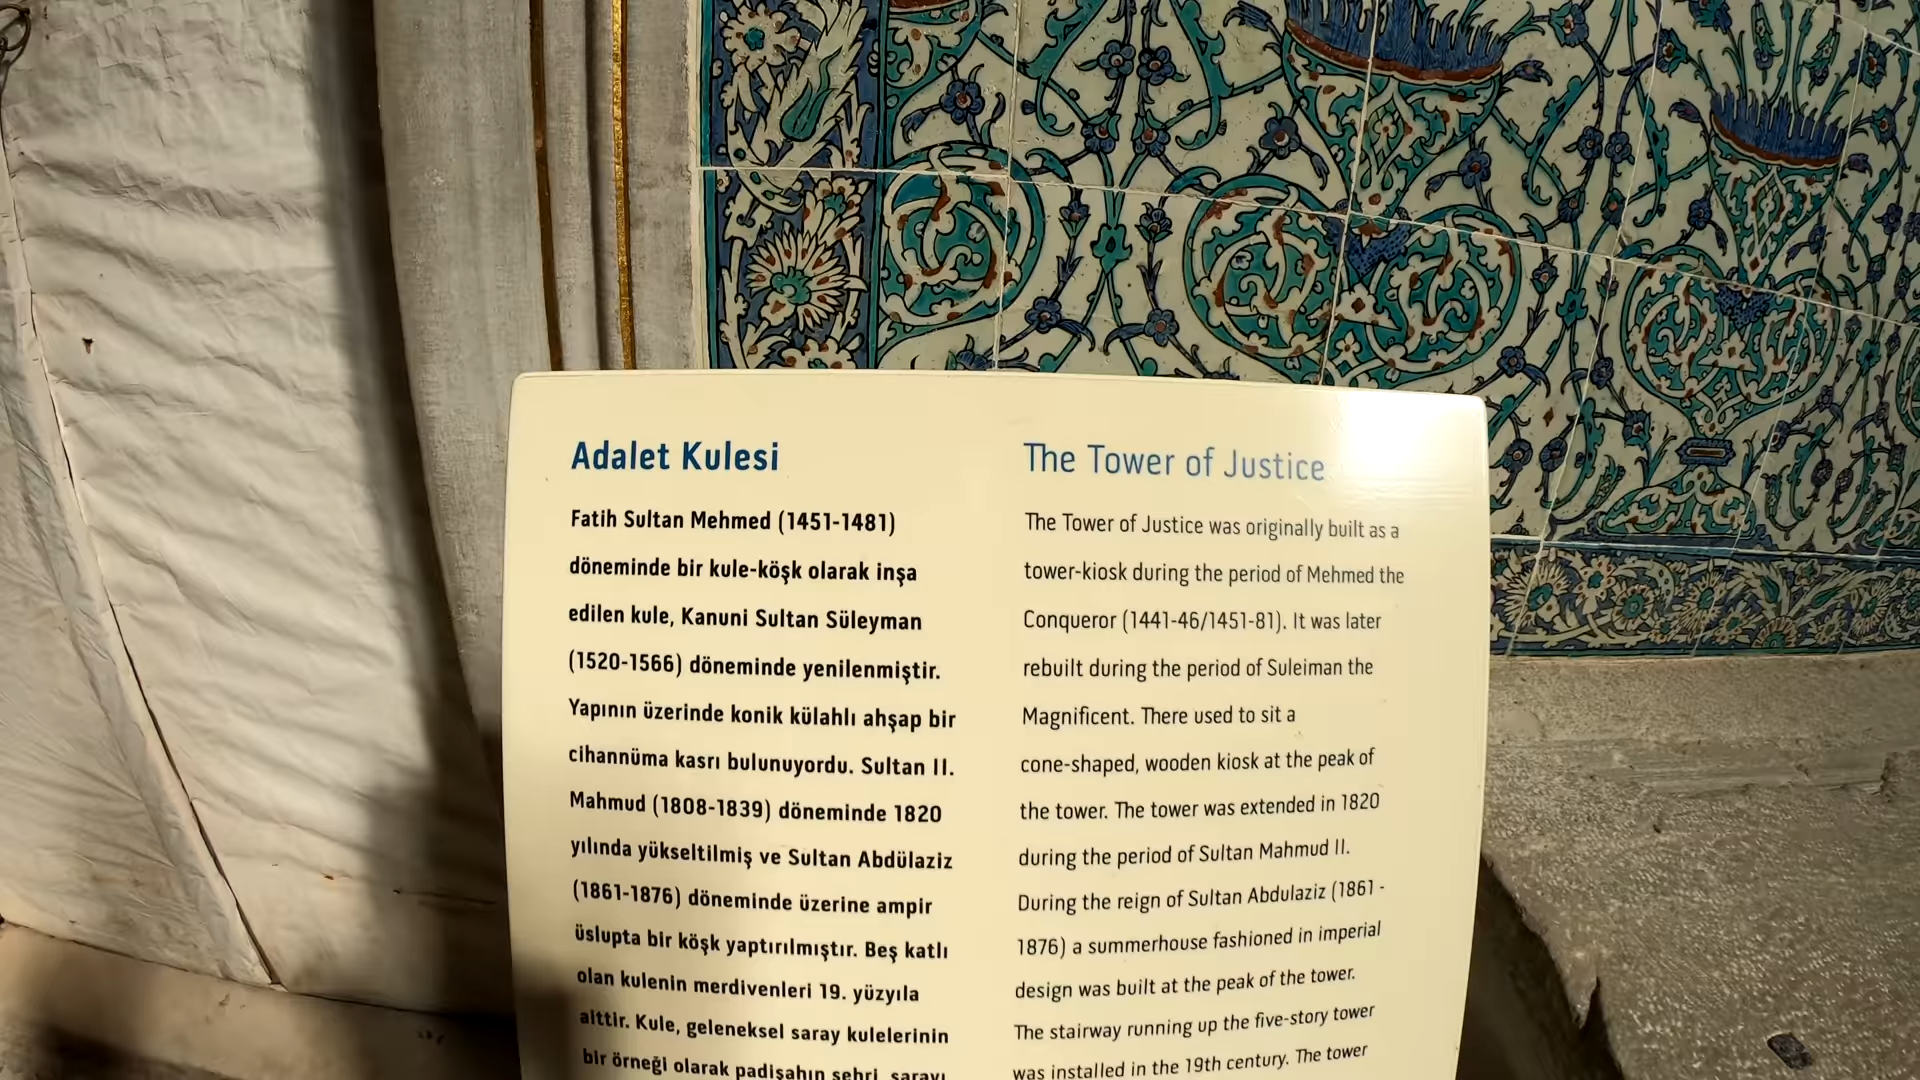 Adalet Kulesi
Fatih Sultan Mehmed (1451-1481)
döneminde bir kule-köşk olarak inşa
edilen kule, Kanuni Sultan Süleyman
(1520-1566) döneminde yenilenmiştir.
Yapının üzerinde konik külahlı ahşap bir
cihannüma kasrı bulunuyordu. Sultan II.
Mahmud (1808-1839) döneminde 1820
yılında yükseltilmiş ve Sultan Abdülaziz
(1861-1876) döneminde üzerine ampir
üslupta bir köşk yaptırılmıştır. Beş katlı
olan kulenin merdivenleri 19. yüzyıla
aittir. Kule, geleneksel saray kulelerinin
bir örneği olarak padişahın şehri, sarayı
The Tower of Justice
The Tower of Justice was originally built as a
tower-kiosk during the period of Mehmed the
Conqueror (1441-46/1451-81). It was later
rebuilt during the period of Suleiman the
Magnificent. There used to sit a
cone-shaped, wooden kiosk at the peak of
the tower. The tower was extended in 1820
during the period of Sultan Mahmud II.
During the reign of Sultan Abdulaziz (1861 -
1876) a summerhouse fashioned in imperial
design was built at the peak of the tower.
The stairway running up the five-story tower
was installed in the 19th century. The tower